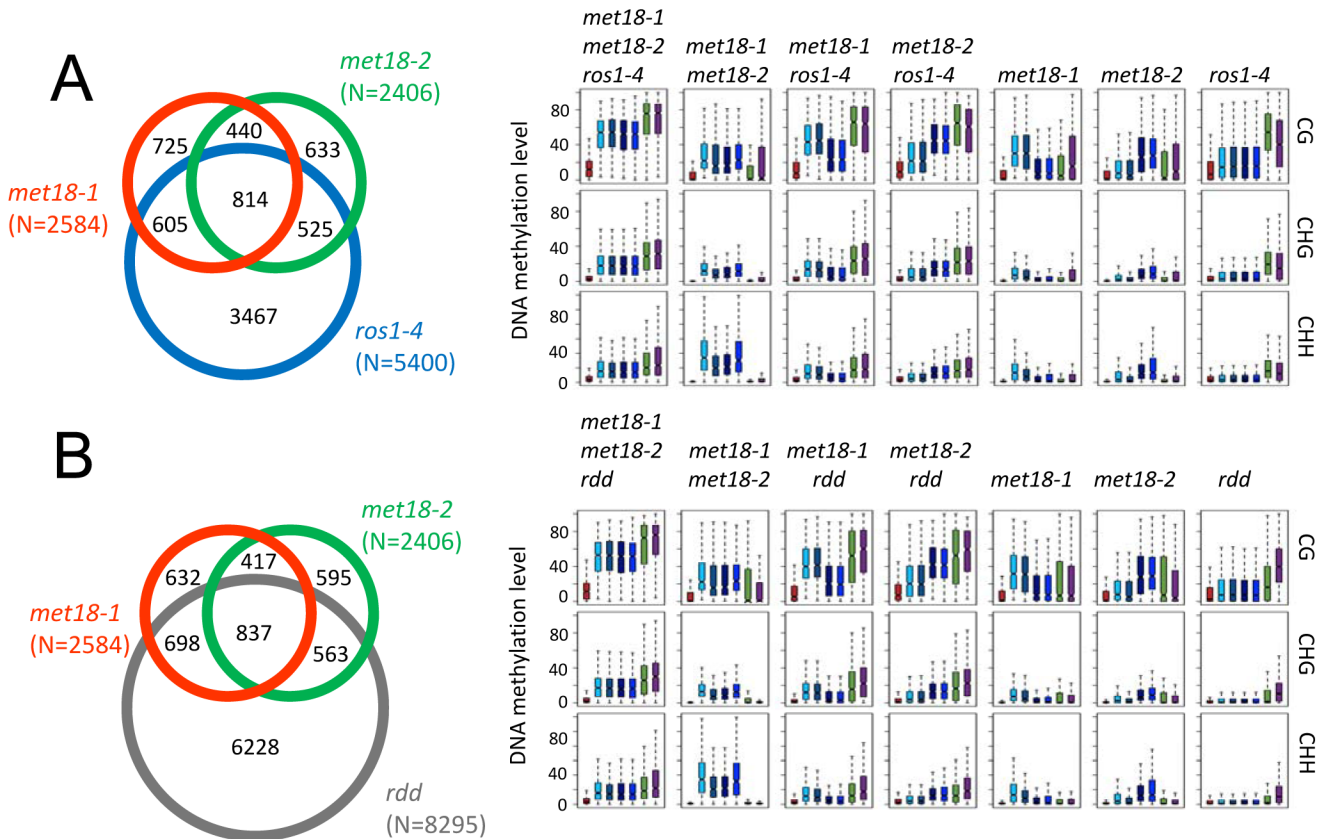 A
met18-2
(N=2406)
725
440
633
met18-1
(N=2584)
814
605
525
3467
ros1-4
(N=5400)
met18-1
met18-2
ros1-4
met18-1
met18-2
met18-1
ros1-4
met18-2
ros1-4
met18-1
met18-2
ros1-4
DNA methylation level
80
40
0
CG
80
40
0
CHG
80
40
0
CHH
B
met18-2
(N=2406)
632
417
595
met18-1
(N=2584)
837
698
563
6228
rdd
(N=8295)
met18-1
met18-2
rdd
met18-1
met18-2
met18-1
rdd
met18-2
rdd
met18-1
met18-2
rdd
DNA methylation level
80
40
0
CG
80
40
0
CHG
80
40
0
CHH